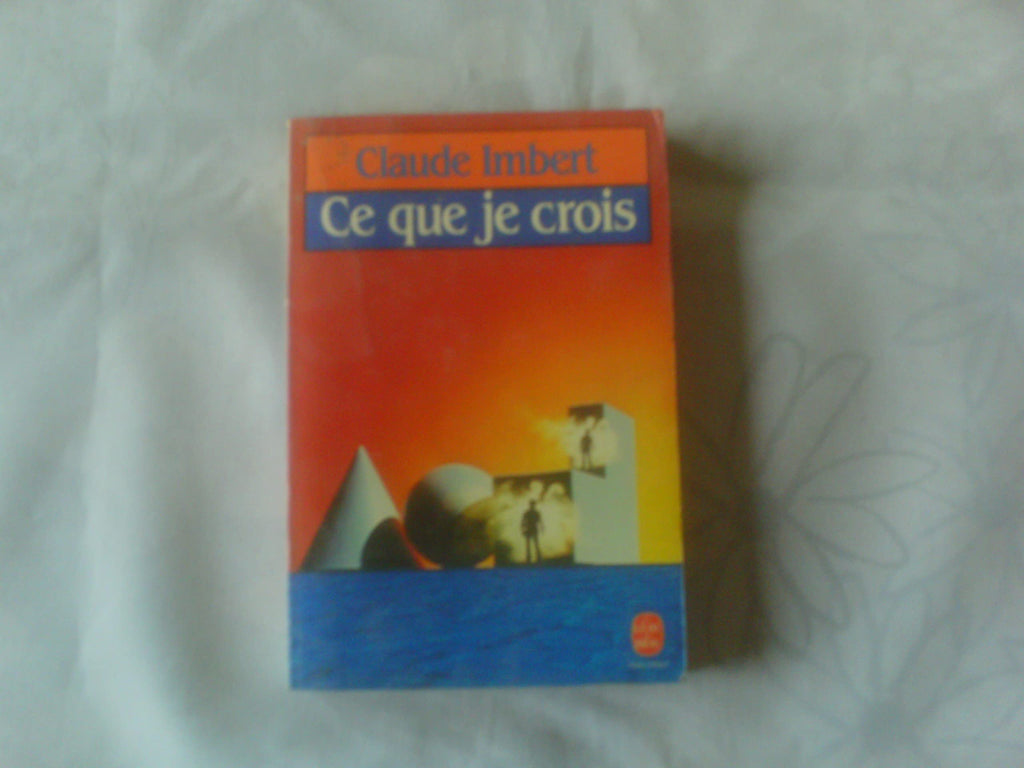 Claude Imbert
Ce que je crois